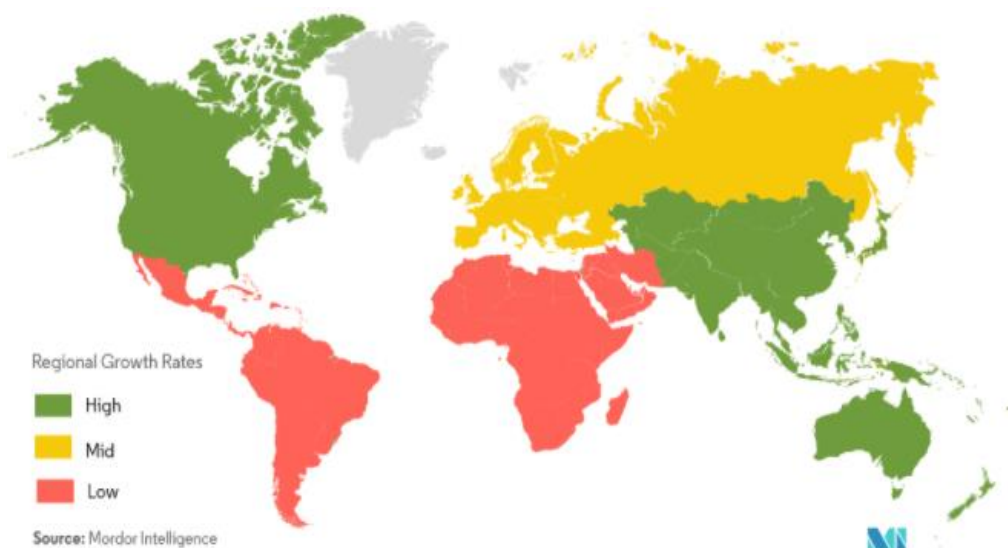 Regional Growth Rates
High
Mid
Low
Source: Mordor Intelligence